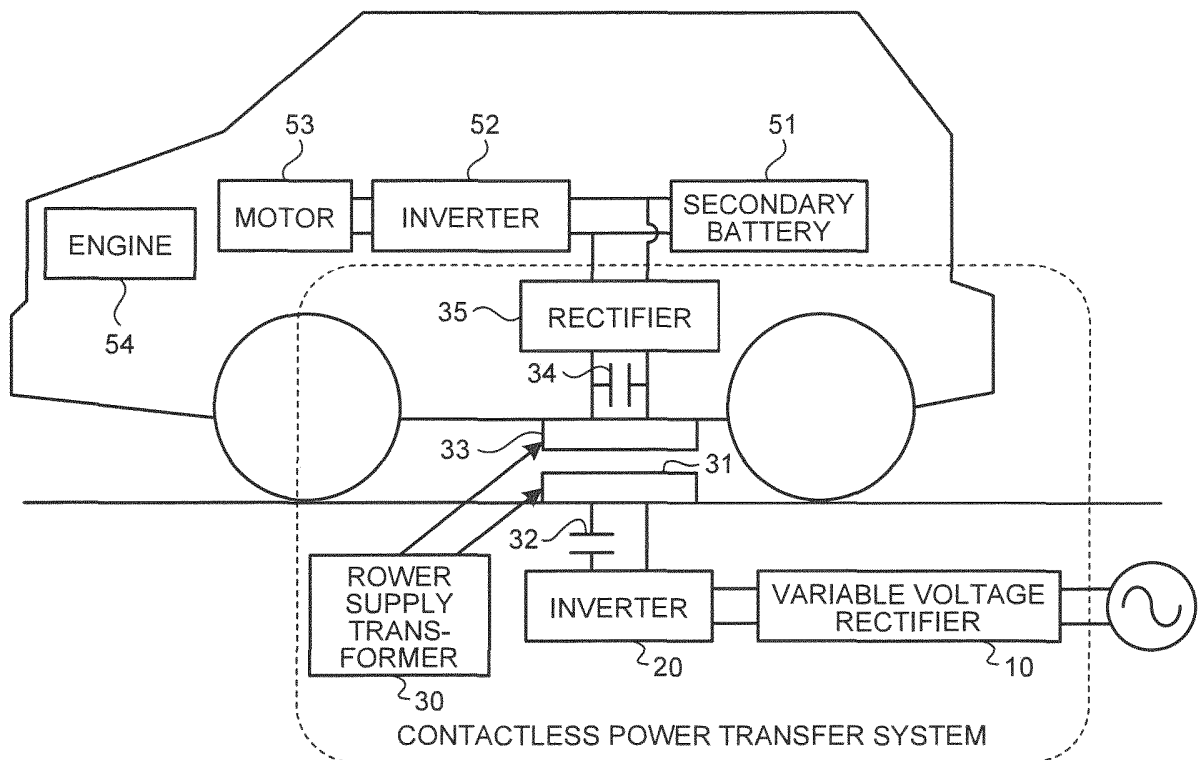 53
52
51
MOTOR
INVERTER
SECONDARY
BATTERY
ENGINE
54
35
RECTIFIER
34
33
31
32
ROWER
SUPPLY
TRANS-
FORMER
30
INVERTER
20
VARIABLE VOLTAGE
RECTIFIER
10
CONTACTLESS POWER TRANSFER SYSTEM